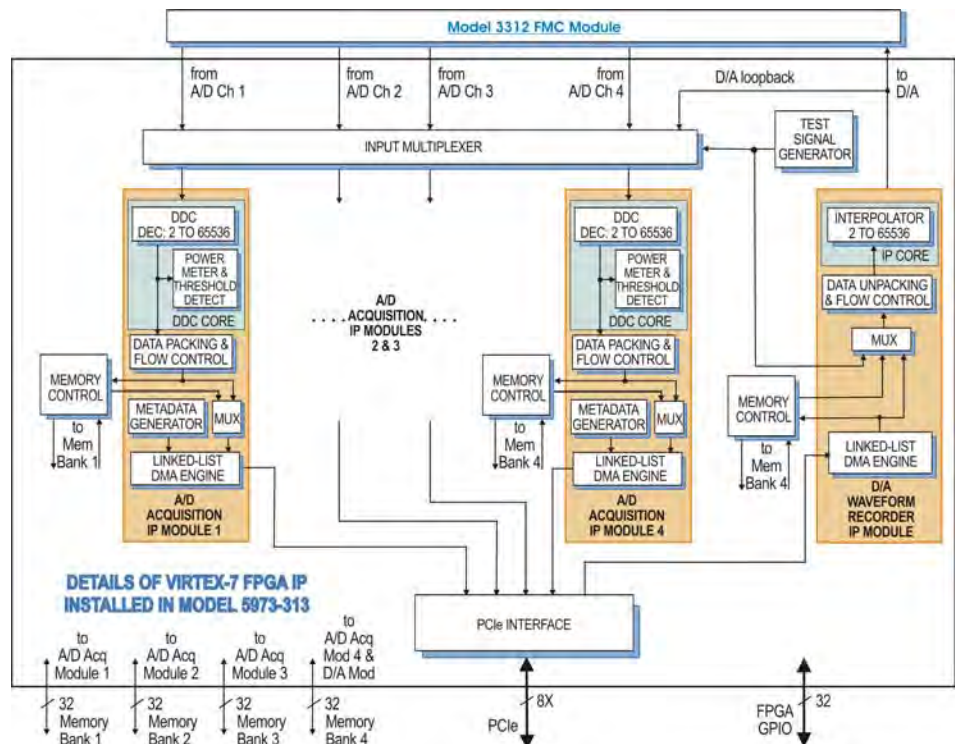 Model 3312 FMC Module
from
A/D Ch 1
from
A/D Ch 2
from
A/D Ch 3
from
A/D Ch 4
D/A loopback
to
D/A
INPUT MULTIPLEXER
TEST
SIGNAL
GENERATOR
DDC
DEC: 2 TO 65536
POWER
METER &
THRESHOLD
DETECT
DDC CORE
DATA PACKING &
FLOW CONTROL
MEMORY
CONTROL
METADATA
GENERATOR
MUX
to
Mem
Bank 1
LINKED-LIST
DMA ENGINE
A/D
ACQUISITION
IP MODULE 1
A/D
. . . . ACQUISITION. . . .
IP MODULES
2 & 3
DDC
DEC: 2 TO 65536
POWER
METER &
THRESHOLD
DETECT
DDC CORE
DATA PACKING &
FLOW CONTROL
MEMORY
CONTROL
METADATA
GENERATOR
MUX
to
Mem
Bank 4
LINKED-LIST
DMA ENGINE
A/D
ACQUISITION
IP MODULE 4
INTERPOLATOR
2 TO 65536
IP CORE
DATA UNPACKING
& FLOW CONTROL
MUX
MEMORY
CONTROL
to
Mem
Bank 4
LINKED-LIST
DMA ENGINE
D/A
WAVEFORM
RECORDER
IP MODULE
DETAILS OF VIRTEX-7 FPGA IP
INSTALLED IN MODEL 5973-313
PCIe INTERFACE
to
A/D Acq
Module 1
to
A/D Acq
Module 2
to
A/D Acq
Module 3
to
A/D Acq
Mod 4 &
D/A Mod
32
Memory
Bank 1
32
Memory
Bank 2
32
Memory
Bank 3
32
Memory
Bank 4
8X
PCIe
32
FPGA
GPIO